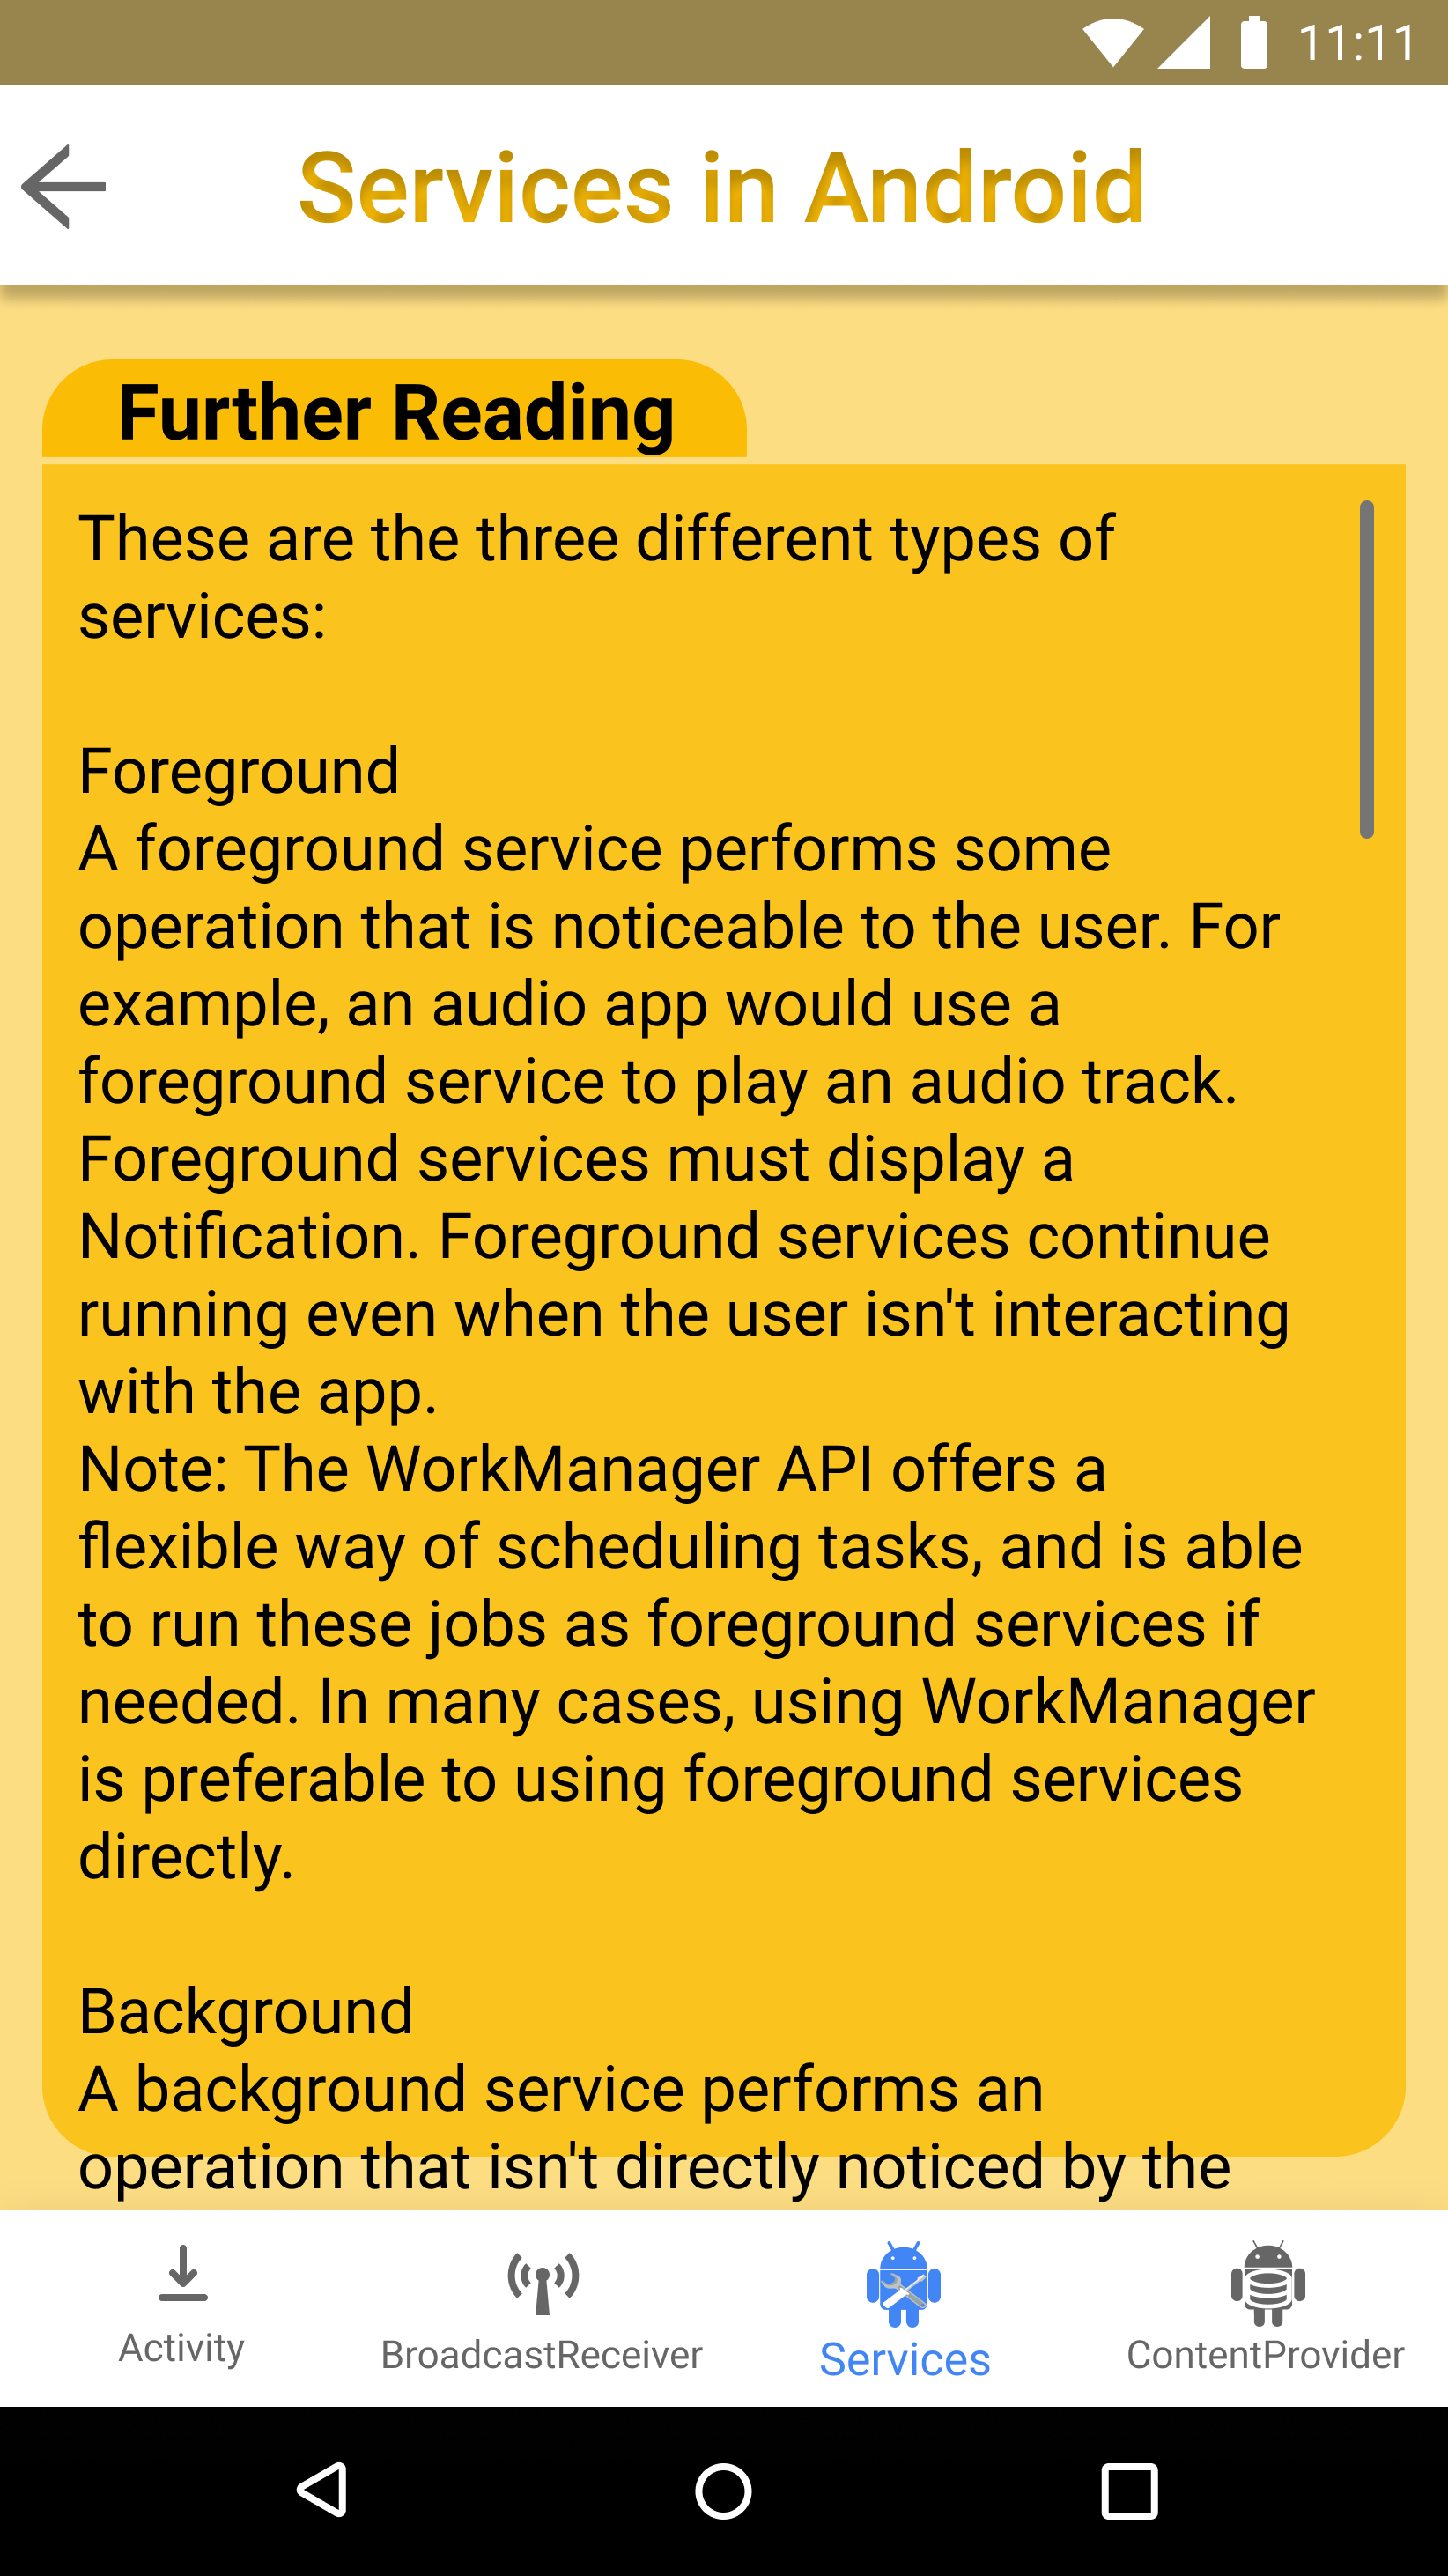 11:11
Services in Android
Further Reading
These are the three different types of
services:
Foreground
A foreground service performs some
operation that is noticeable to the user. For
example, an audio app would use a
foreground service to play an audio track.
Foreground services must display a
Notification. Foreground services continue
running even when the user isn't interacting
with the app.
Note: The WorkManager API offers a
flexible way of scheduling tasks, and is able
to run these jobs as foreground services if
needed. In many cases, using WorkManager
is preferable to using foreground services
directly.
Background
A background service performs an
operation that isn't directly noticed by the
Activity
BroadcastReceiver
Services
ContentProvider